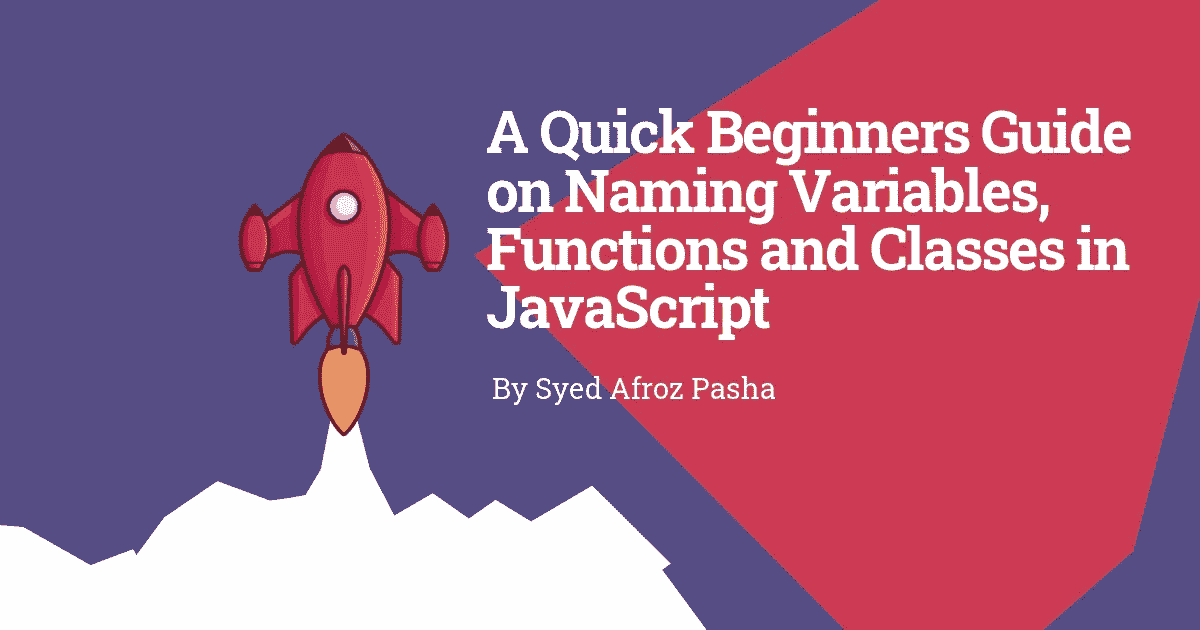 A Quick Beginners Guide
on Naming Variables,
Functions and Classes in
JavaScript
By Syed Afroz Pasha